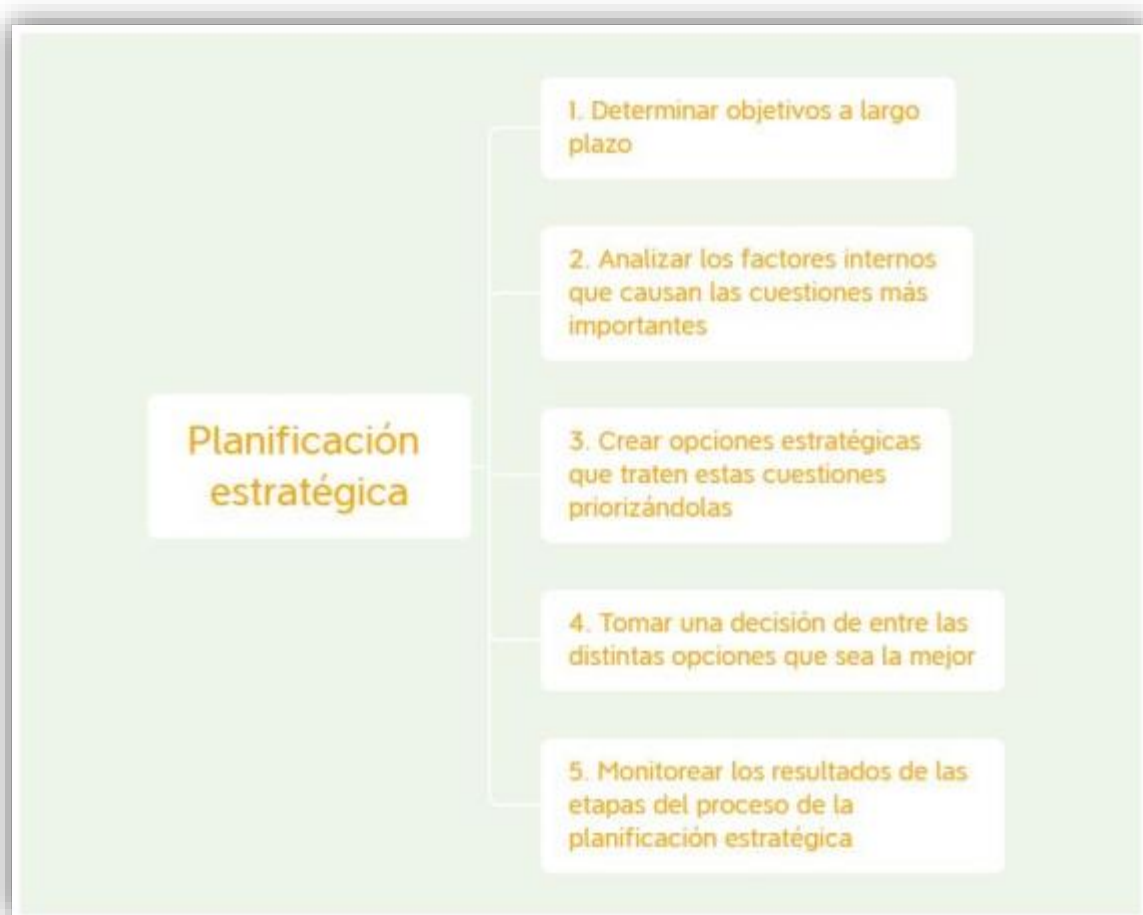 Planificación
estratégica
1. Determinar objetivos a largo
plazo
2. Analizar los factores internos
que causan las cuestiones más
importantes
3. Crear opciones estratégicas
que traten estas cuestiones
priorizándolas
4. Tomar una decisión de entre las
distintas opciones que sea la mejor
5. Monitorear los resultados de las
etapas del proceso de la
planificación estratégica